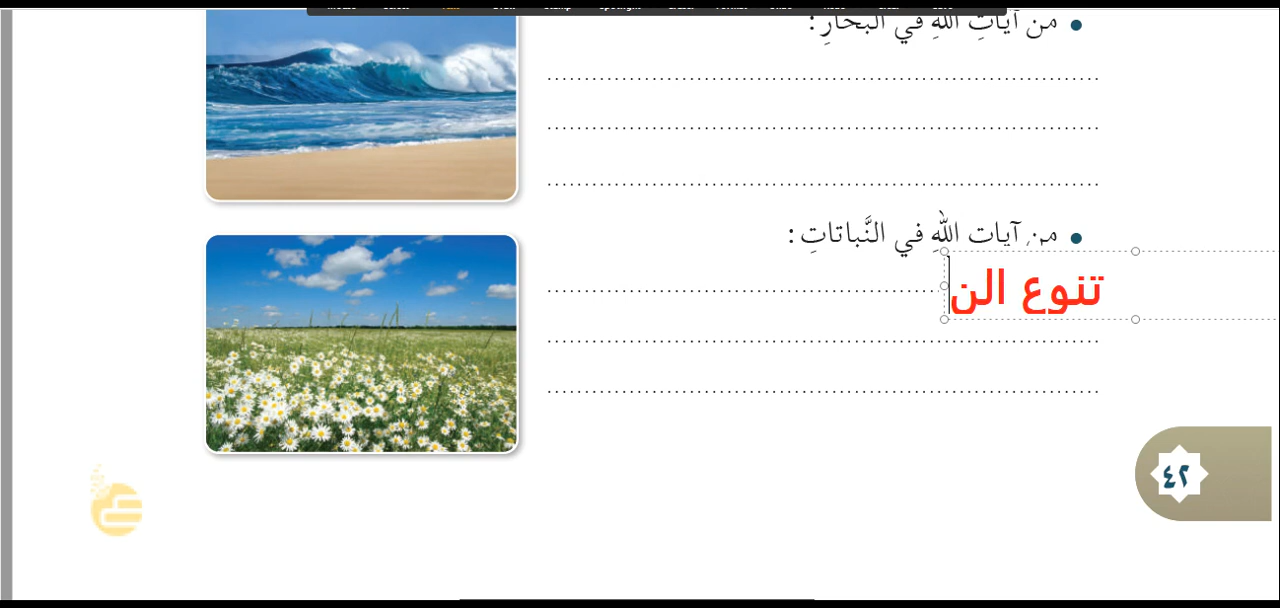 من آياتِ اللهِ في البحارِ :
من آيات اللهِ في النَّباتاتِ :
تنوع الن
٤٢